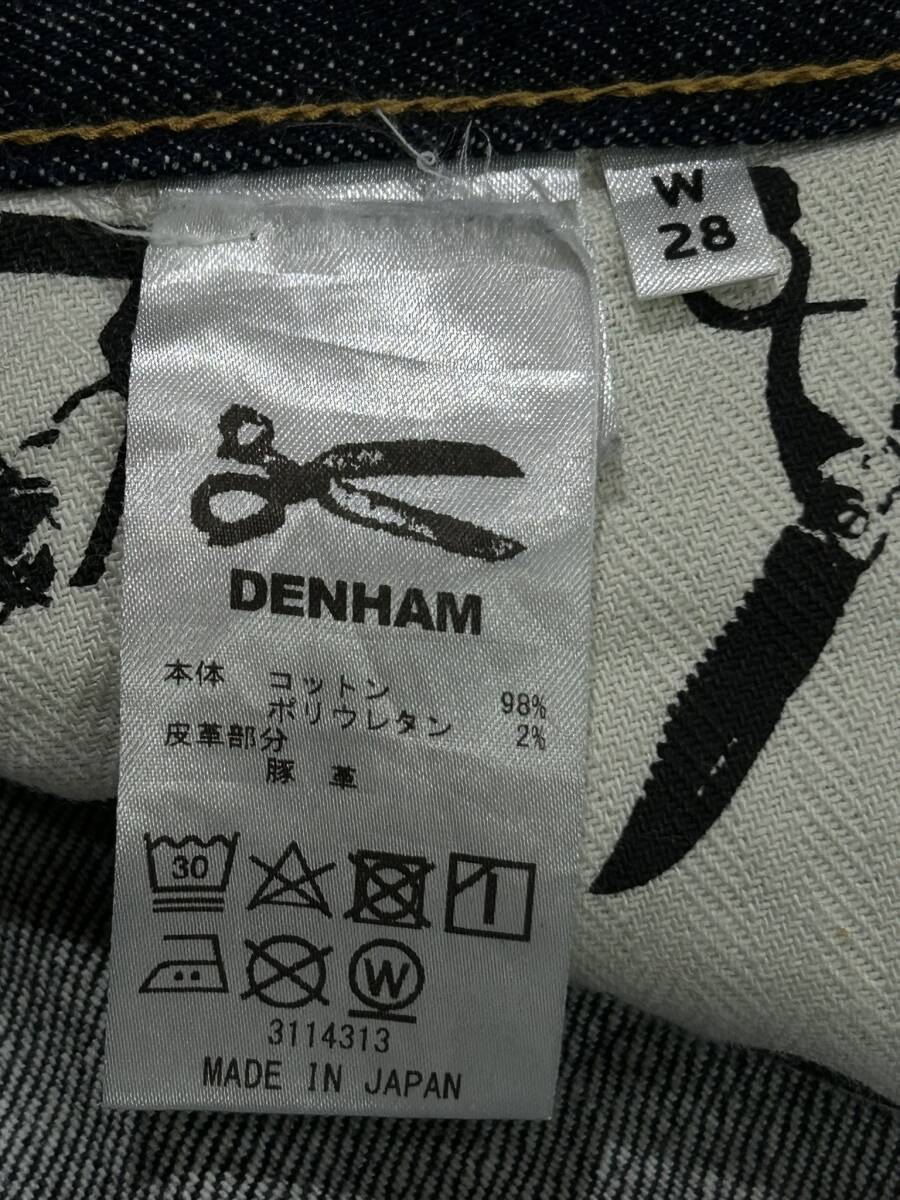 W
28
DENHAM
本体 コットン 98%
ポリウレタン 2%
皮革部分
豚 革
30
W
3114313
MADE IN JAPAN